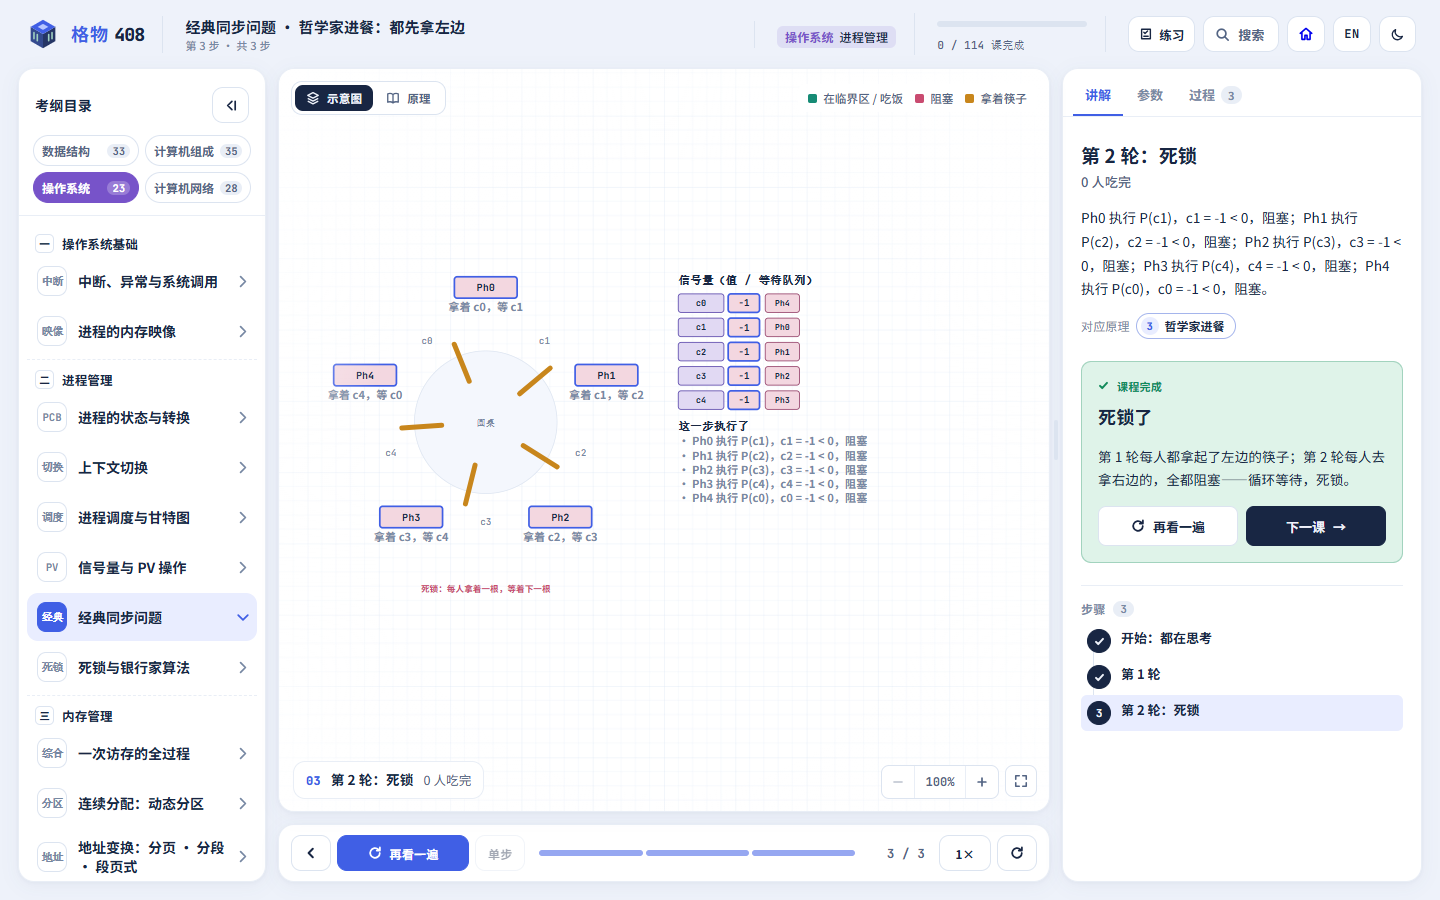 格物 408
经典同步问题 · 哲学家进餐：都先拿左边
第 3 步 · 共 3 步
操作系统 进程管理
0 / 114 课完成
练习
搜索
EN
考纲目录
数据结构 33
计算机组成 35
操作系统 23
计算机网络 28
一 操作系统基础
中断 中断、异常与系统调用
映像 进程的内存映像
二 进程管理
PCB 进程的状态与转换
切换 上下文切换
调度 进程调度与甘特图
PV 信号量与 PV 操作
经典 经典同步问题
死锁 死锁与银行家算法
三 内存管理
综合 一次访存的全过程
分区 连续分配：动态分区
地址 地址变换：分页 · 分段
· 段页式
示意图
原理
在临界区 / 吃饭
阻塞
拿着筷子
Ph0
拿着 c0，等 c1
c0
c1
Ph4
拿着 c4，等 c0
Ph1
拿着 c1，等 c2
面桌
c4
c2
Ph3
拿着 c3，等 c4
c3
Ph2
拿着 c2，等 c3
死锁：每人拿着一根，等着下一根
信号量（值 / 等待队列）
c0 -1 Ph4
c1 -1 Ph0
c2 -1 Ph1
c3 -1 Ph2
c4 -1 Ph3
这一步执行了
· Ph0 执行 P(c1)，c1 = -1 < 0，阻塞
· Ph1 执行 P(c2)，c2 = -1 < 0，阻塞
· Ph2 执行 P(c3)，c3 = -1 < 0，阻塞
· Ph3 执行 P(c4)，c4 = -1 < 0，阻塞
· Ph4 执行 P(c0)，c0 = -1 < 0，阻塞
03 第 2 轮：死锁 0 人吃完
− 100% +
再看一遍
单步
3 / 3
1×
讲解
参数
过程 3
第 2 轮：死锁
0 人吃完
Ph0 执行 P(c1)，c1 = -1 < 0，阻塞；Ph1 执行
P(c2)，c2 = -1 < 0，阻塞；Ph2 执行 P(c3)，c3 = -1 <
0，阻塞；Ph3 执行 P(c4)，c4 = -1 < 0，阻塞；Ph4
执行 P(c0)，c0 = -1 < 0，阻塞。
对应原理 3 哲学家进餐
课程完成
死锁了
第 1 轮每人都拿起了左边的筷子；第 2 轮每人去
拿右边的，全都阻塞——循环等待，死锁。
再看一遍
下一课 →
步骤 3
开始：都在思考
第 1 轮
3 第 2 轮：死锁